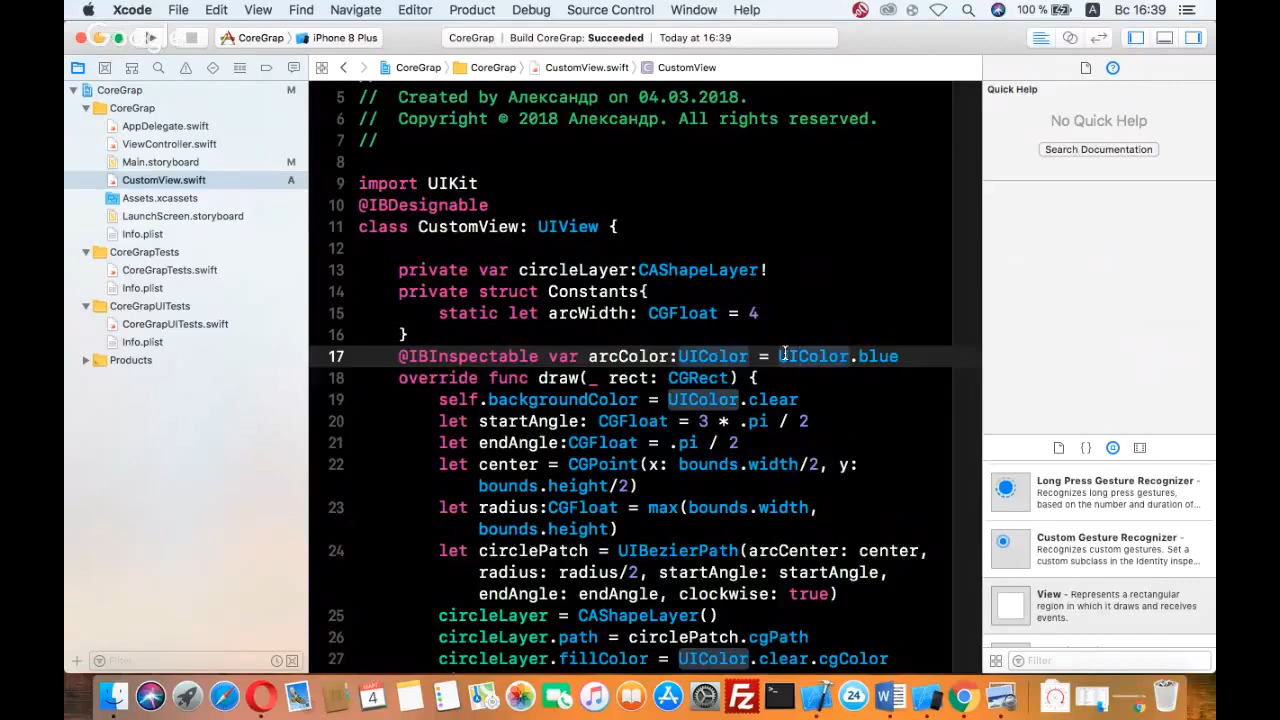 Xcode File Edit View Find Navigate Editor Product Debug Source Control Window Help 100 % A Вс 16:39
CoreGrap iPhone 8 Plus CoreGrap Build CoreGrap: Succeeded Today at 16:39
CoreGrap CoreGrap CustomView.swift C CustomView
CoreGrap M
CoreGrap
AppDelegate.swift
ViewController.swift
Main.storyboard M
CustomView.swift A
Assets.xcassets
LaunchScreen.storyboard
Info.plist
CoreGrapTests
CoreGrapTests.swift
Info.plist
CoreGrapUITests
CoreGrapUITests.swift
Info.plist
Products
Filter
5 // Created by Александр on 04.03.2018.
6 // Copyright © 2018 Александр. All rights reserved.
7 //
8
9 import UIKit
10 @IBDesignable
11 class CustomView: UIView {
12
13 private var circleLayer:CAShapeLayer!
14 private struct Constants{
15 static let arcWidth: CGFloat = 4
16 }
17 @IBInspectable var arcColor:UIColor = UIColor.blue
18 override func draw(_ rect: CGRect) {
19 self.backgroundColor = UIColor.clear
20 let startAngle: CGFloat = 3 * .pi / 2
21 let endAngle:CGFloat = .pi / 2
22 let center = CGPoint(x: bounds.width/2, y:
bounds.height/2)
23 let radius:CGFloat = max(bounds.width,
bounds.height)
24 let circlePatch = UIBezierPath(arcCenter: center,
radius: radius/2, startAngle: startAngle,
endAngle: endAngle, clockwise: true)
25 circleLayer = CAShapeLayer()
26 circleLayer.path = circlePatch.cgPath
27 circleLayer.fillColor = UIColor.clear.cgColor
Quick Help
No Quick Help
Search Documentation
{ }
Long Press Gesture Recognizer -
Recognizes long press gestures,
based on the number and duration of...
Custom Gesture Recognizer -
Recognizes custom gestures. Set a
custom subclass in the identity inspe...
View - Represents a rectangular
region in which it draws and receives
events.
Filter
4 FZ 24 W